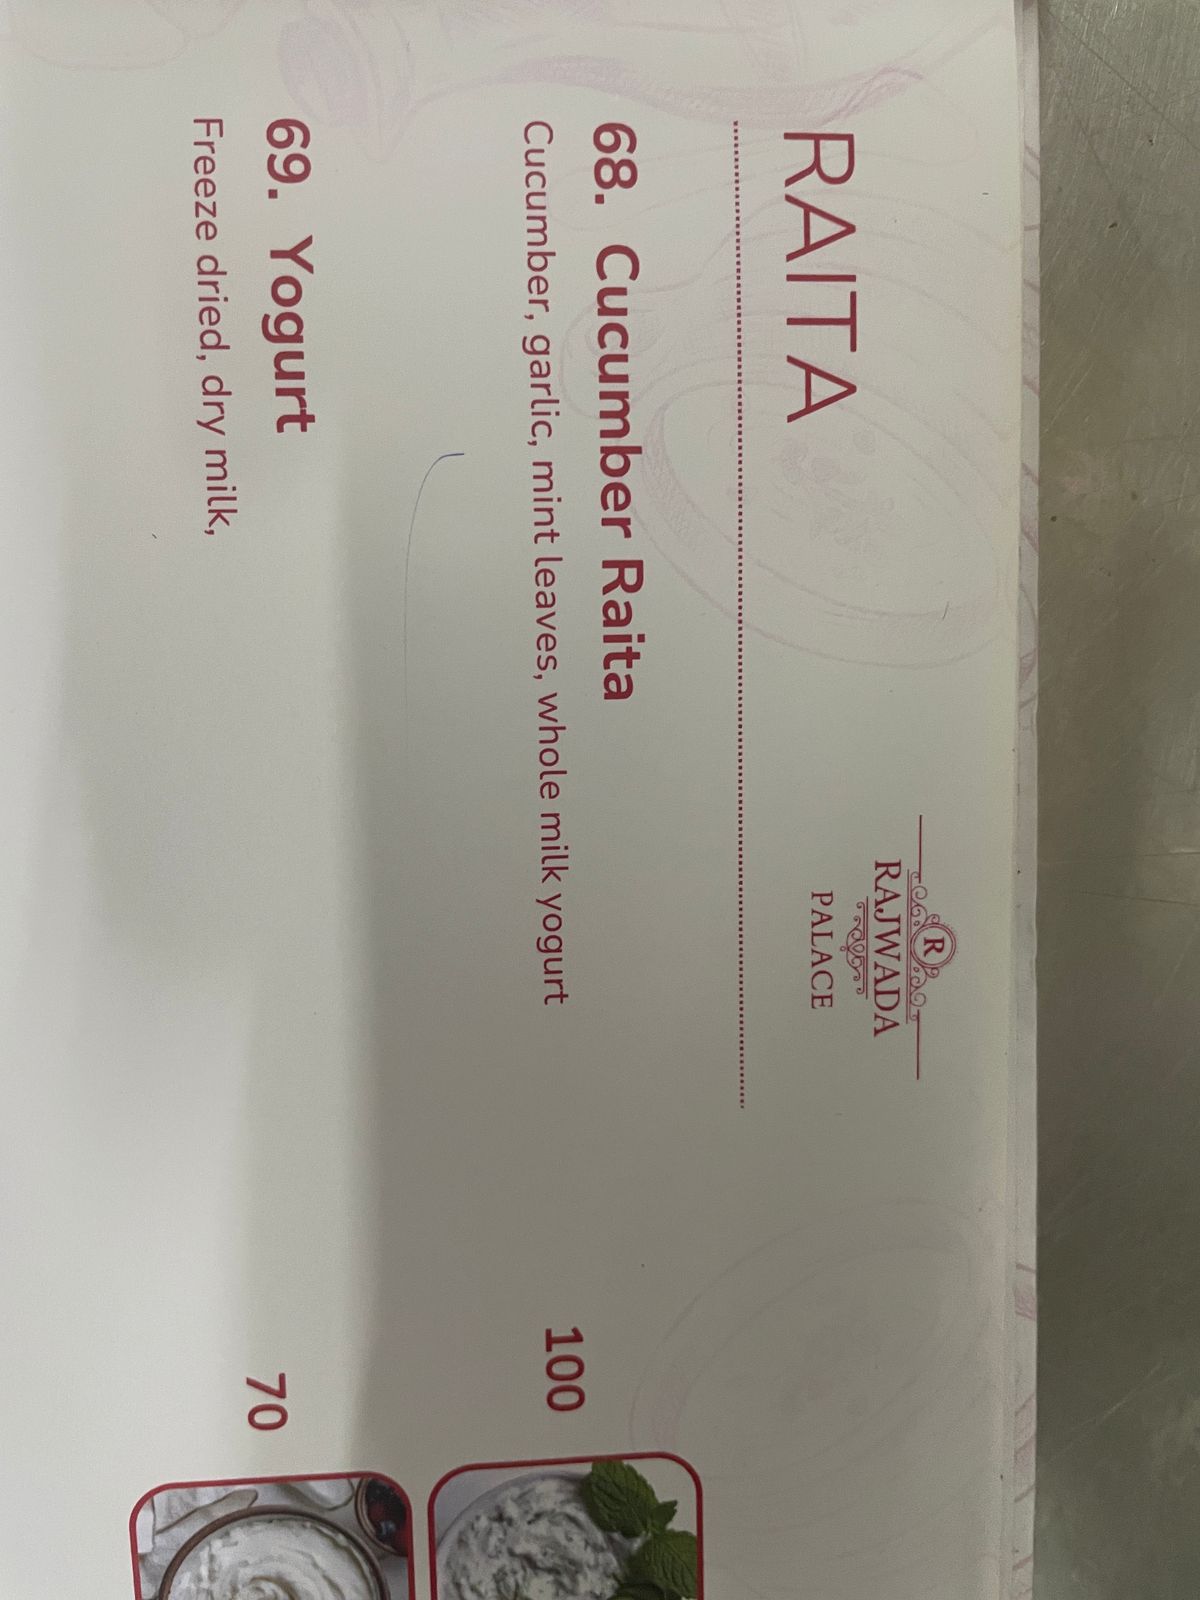 R
RAJWADA
PALACE
RAITA
68. Cucumber Raita
Cucumber, garlic, mint leaves, whole milk yogurt
100
69. Yogurt
Freeze dried, dry milk,
70